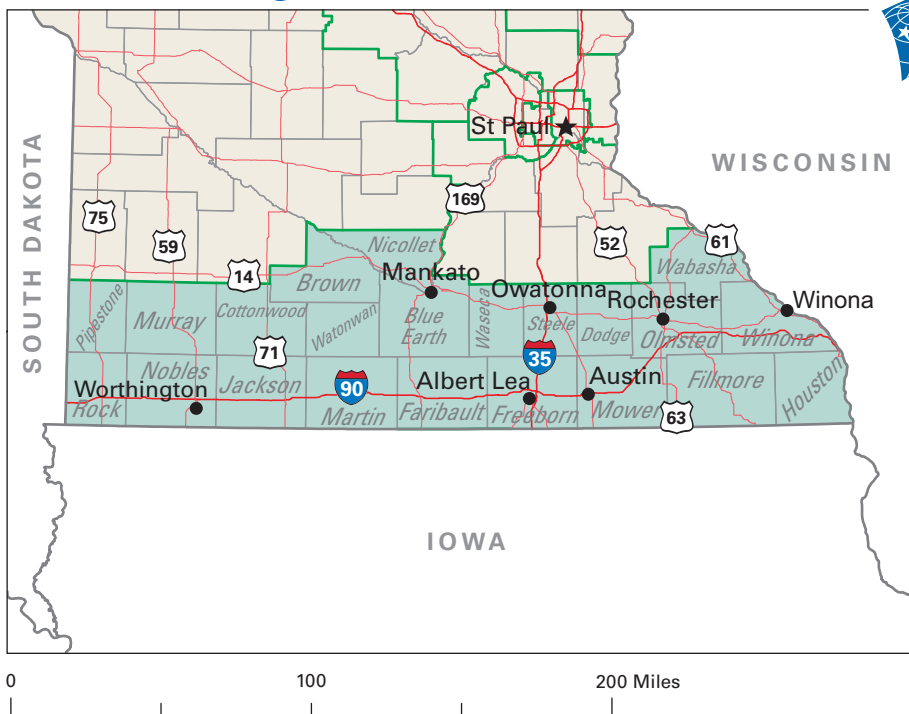 St Paul
WISCONSIN
SOUTH DAKOTA
75
169
59
52
61
14
Nicollet
Wabasha
Mankato
Brown
Owatonna
Rochester
Winona
Pipestone
Murray
Cottonwood
Watonwan
Blue
Earth
Waseca
Steele
Dodge
Olmsted
Winona
71
35
Nobles
Worthington
Jackson
90
Albert Lea
Austin
Fillmore
Houston
Rock
Martin
Faribault
Freeborn
Mower
63
IOWA
0 100 200 Miles